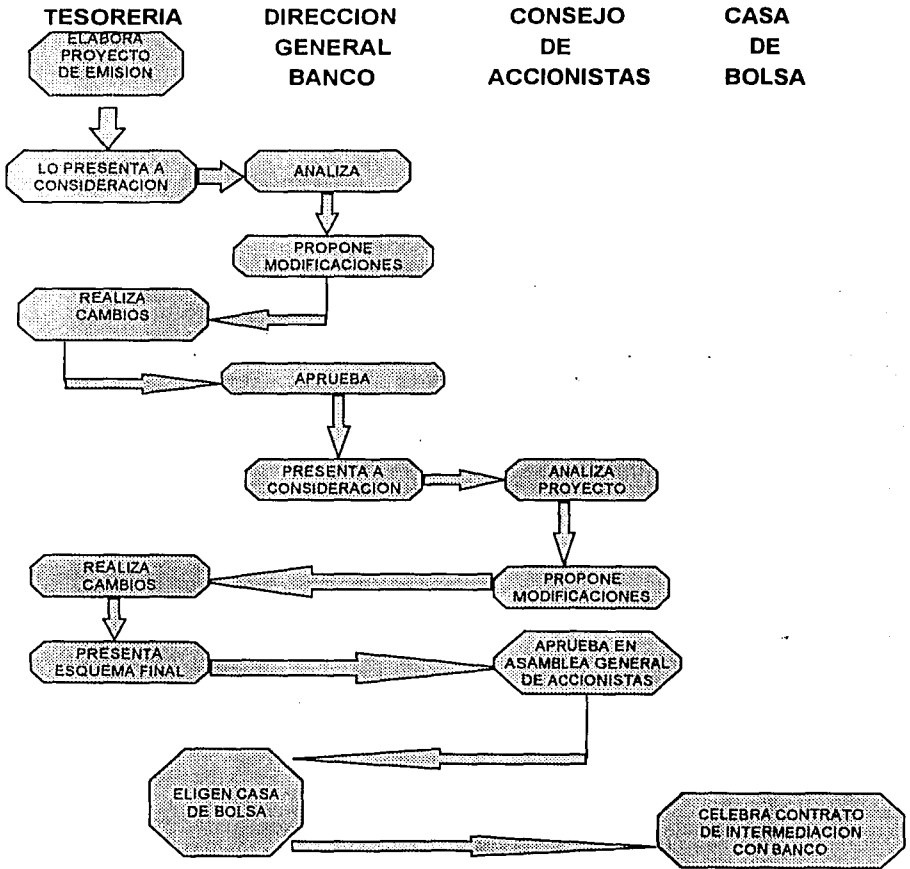 TESORERIA
DIRECCION
GENERAL
BANCO
CONSEJO
DE
ACCIONISTAS
CASA
DE
BOLSA
ELABORA
PROYECTO
DE EMISION
LO PRESENTA A
CONSIDERACION
ANALIZA
PROPONE
MODIFICACIONES
REALIZA
CAMBIOS
APRUEBA
PRESENTA A
CONSIDERACION
ANALIZA
PROYECTO
PROPONE
MODIFICACIONES
REALIZA
CAMBIOS
PRESENTA
ESQUEMA FINAL
APRUEBA EN
ASAMBLEA GENERAL
DE ACCIONISTAS
ELIGEN CASA
DE BOLSA
CELEBRA CONTRATO
DE INTERMEDIACION
CON BANCO